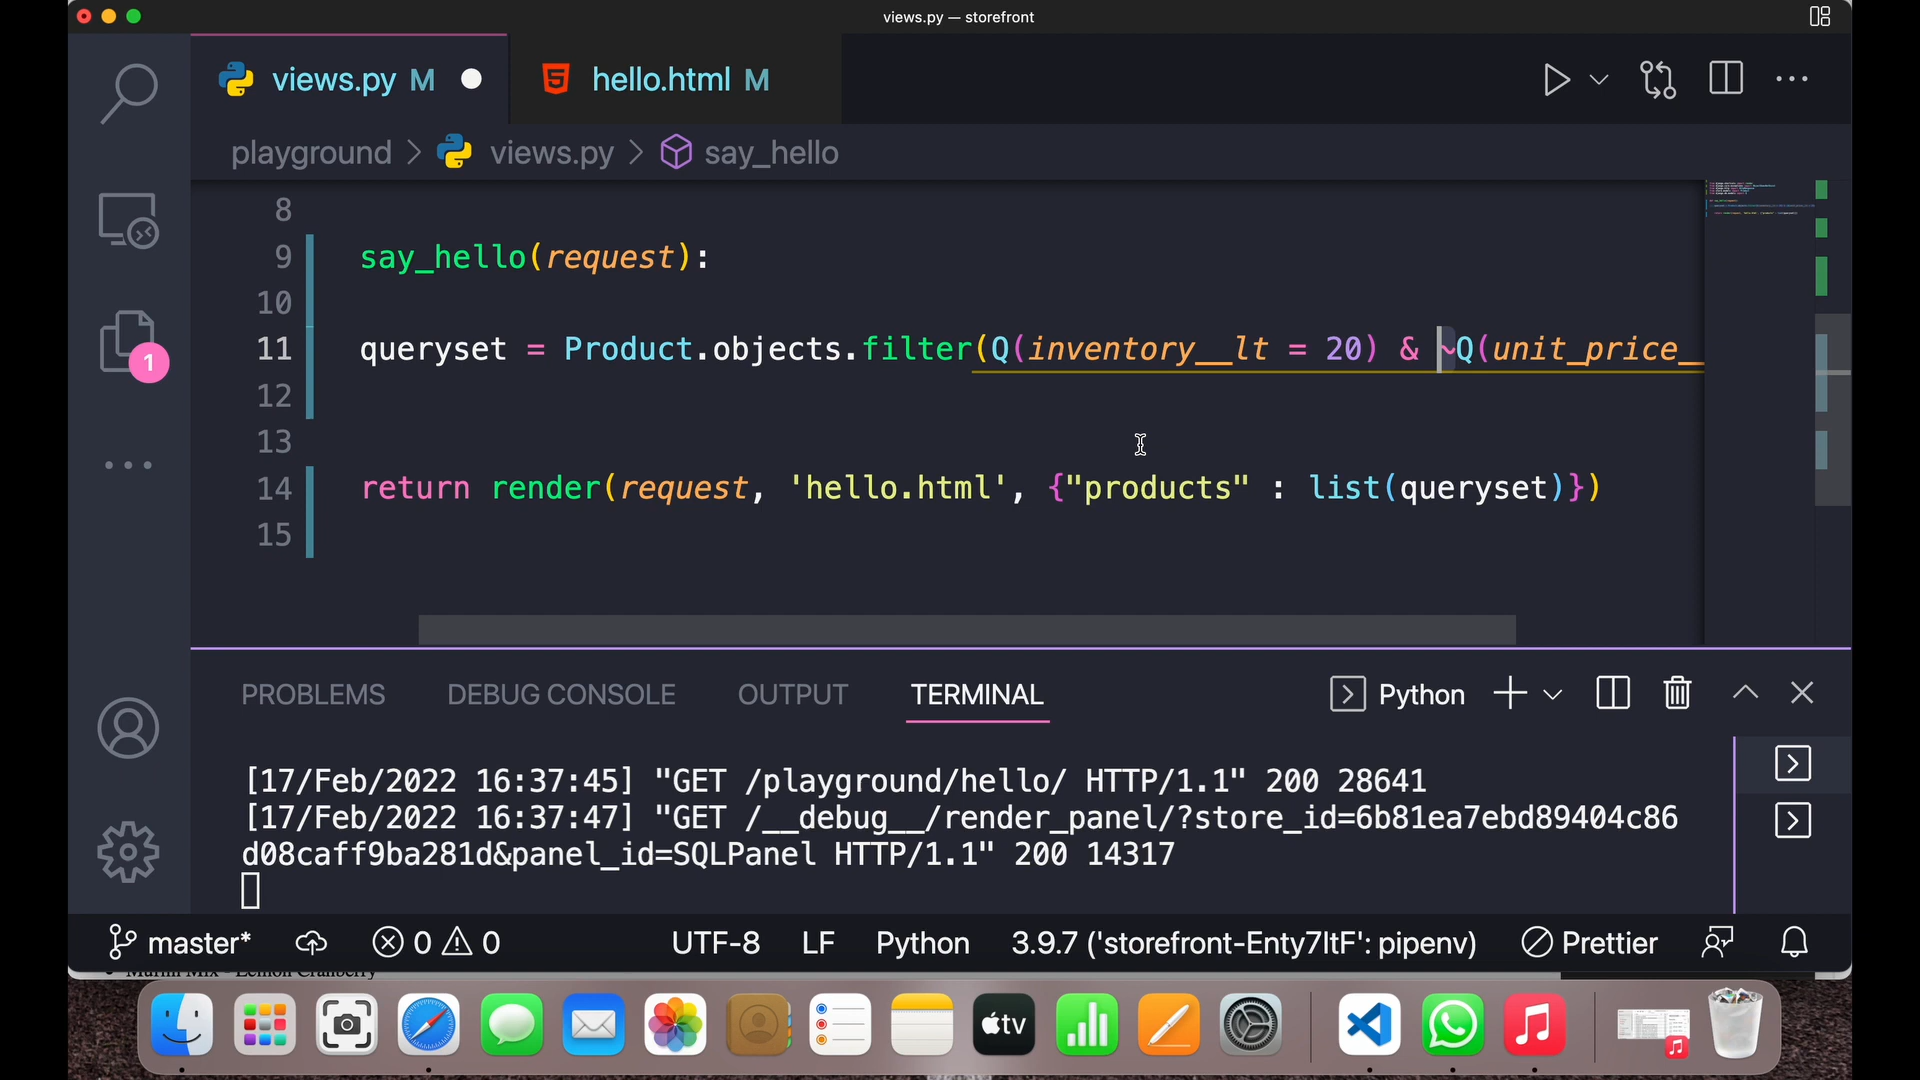 views.py — storefront
views.py M
hello.html M
playground > views.py > say_hello
8
9 say_hello(request):
10
11 queryset = Product.objects.filter(Q(inventory__lt = 20) & ~Q(unit_price__
12
13
14 return render(request, 'hello.html', {"products" : list(queryset)})
15
1
PROBLEMS DEBUG CONSOLE OUTPUT TERMINAL Python
[17/Feb/2022 16:37:45] "GET /playground/hello/ HTTP/1.1" 200 28641
[17/Feb/2022 16:37:47] "GET /__debug__/render_panel/?store_id=6b81ea7ebd89404c86
d08caff9ba281d&panel_id=SQLPanel HTTP/1.1" 200 14317
master* 0 0 UTF-8 LF Python 3.9.7 ('storefront-Enty7ltF': pipenv) Prettier
tv